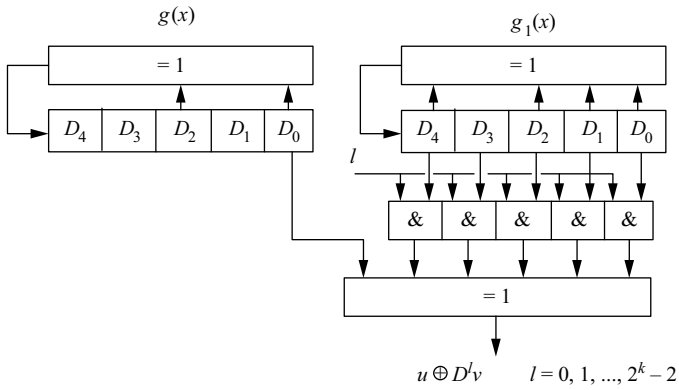 g(x) g₁(x)
= 1 = 1
D₄ D₃ D₂ D₁ D₀ D₄ D₃ D₂ D₁ D₀
l
& & & & &
= 1
u ⊕ Dˡv l = 0, 1, ..., 2ᵏ – 2